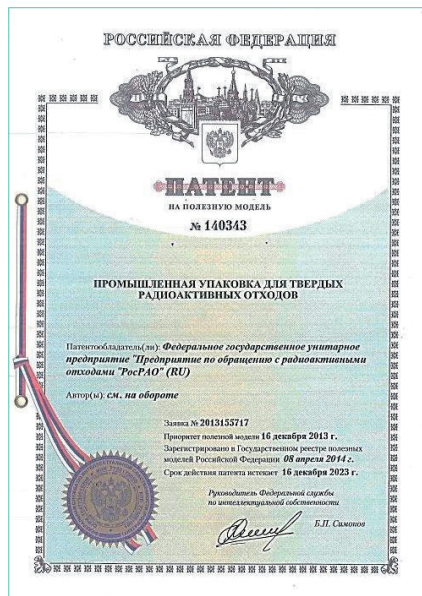 РОССИЙСКАЯ ФЕДЕРАЦИЯ
ПАТЕНТ
НА ПОЛЕЗНУЮ МОДЕЛЬ
№ 140343
ПРОМЫШЛЕННАЯ УПАКОВКА ДЛЯ ТВЕРДЫХ
РАДИОАКТИВНЫХ ОТХОДОВ
Патентообладатель(ли): Федеральное государственное унитарное
предприятие "Предприятие по обращению с радиоактивными
отходами "РосРАО" (RU)
Автор(ы): см. на обороте
Заявка № 2013155717
Приоритет полезной модели 16 декабря 2013 г.
Зарегистрировано в Государственном реестре полезных
моделей Российской Федерации 08 апреля 2014 г.
Срок действия патента истекает 16 декабря 2023 г.
Руководитель Федеральной службы
по интеллектуальной собственности
Б.П. Симонов